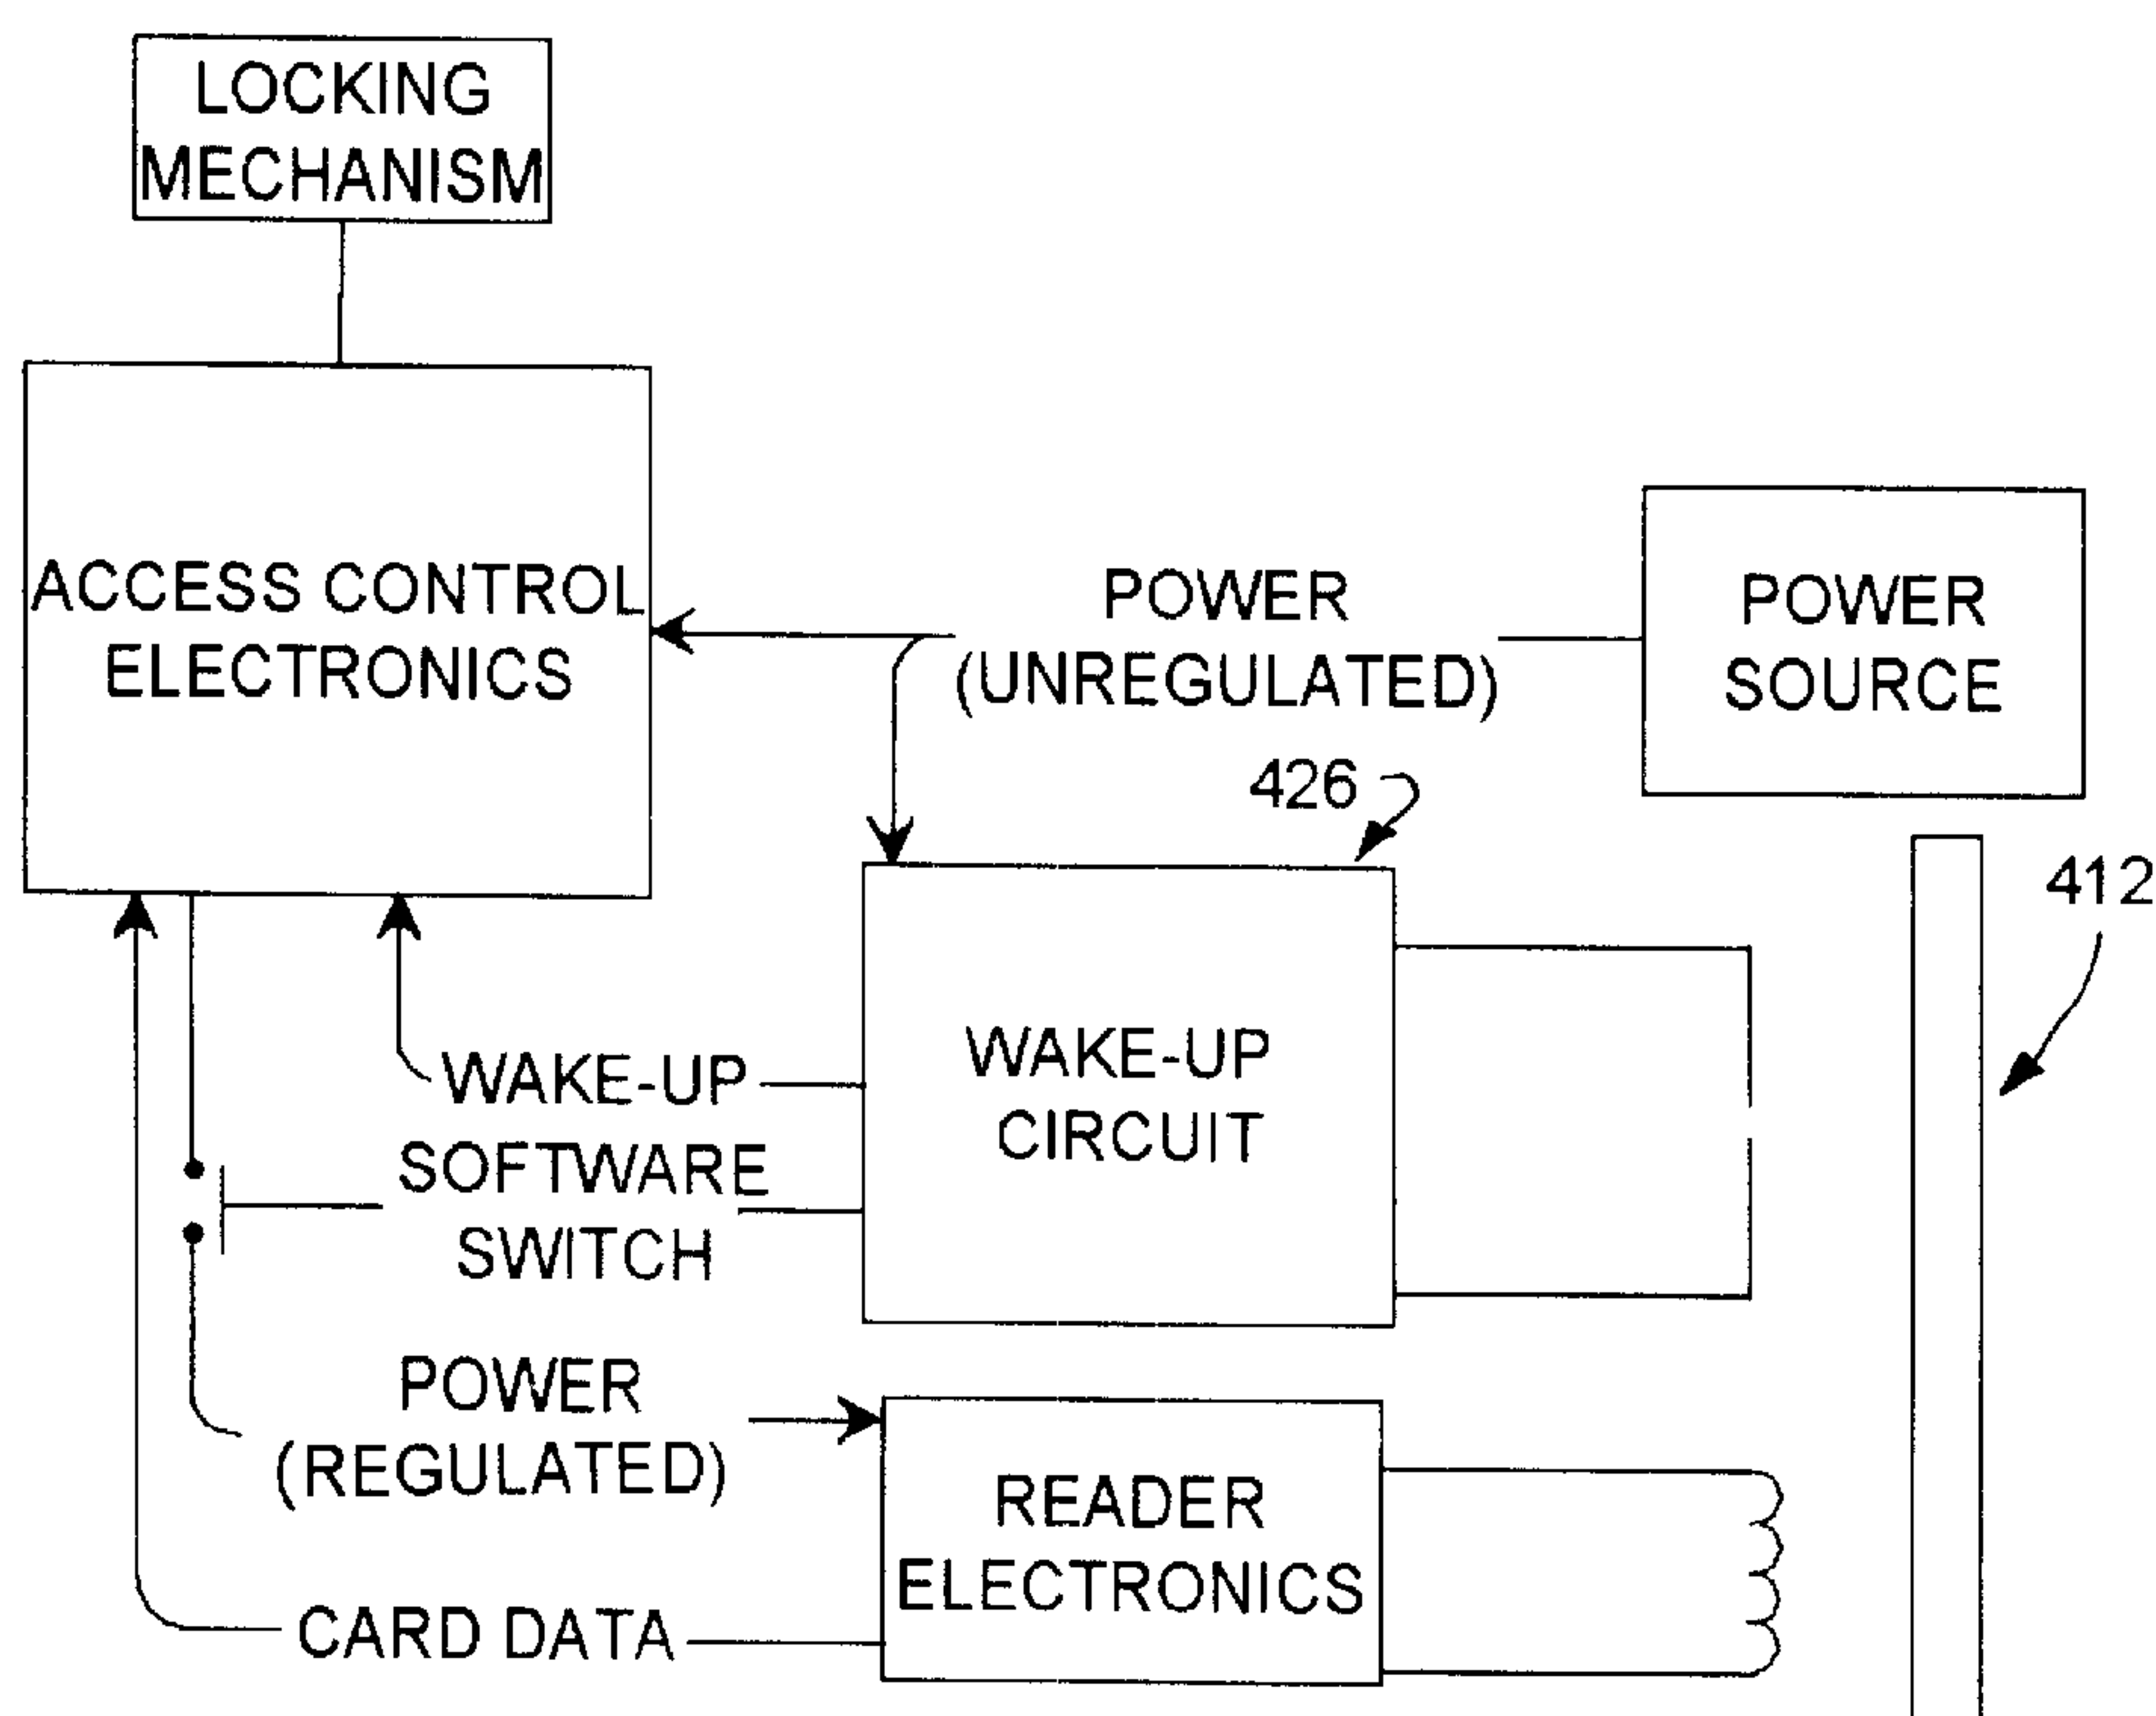 LOCKING
MECHANISM
ACCESS CONTROL
ELECTRONICS
POWER
(UNREGULATED)
POWER
SOURCE
426
412
WAKE-UP
CIRCUIT
WAKE-UP
SOFTWARE
SWITCH
POWER
(REGULATED)
READER
ELECTRONICS
CARD DATA